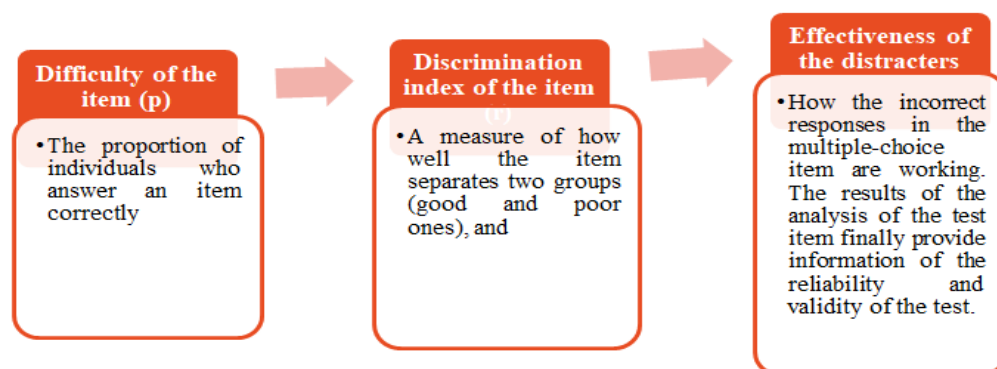 Difficulty of the
item (p)
•The proportion of
individuals who
answer an item
correctly
Discrimination
index of the item
(r)
•A measure of how
well the item
separates two groups
(good and poor
ones), and
Effectiveness of
the distracters
•How the incorrect
responses in the
multiple-choice
item are working.
The results of the
analysis of the test
item finally provide
information of the
reliability and
validity of the test.